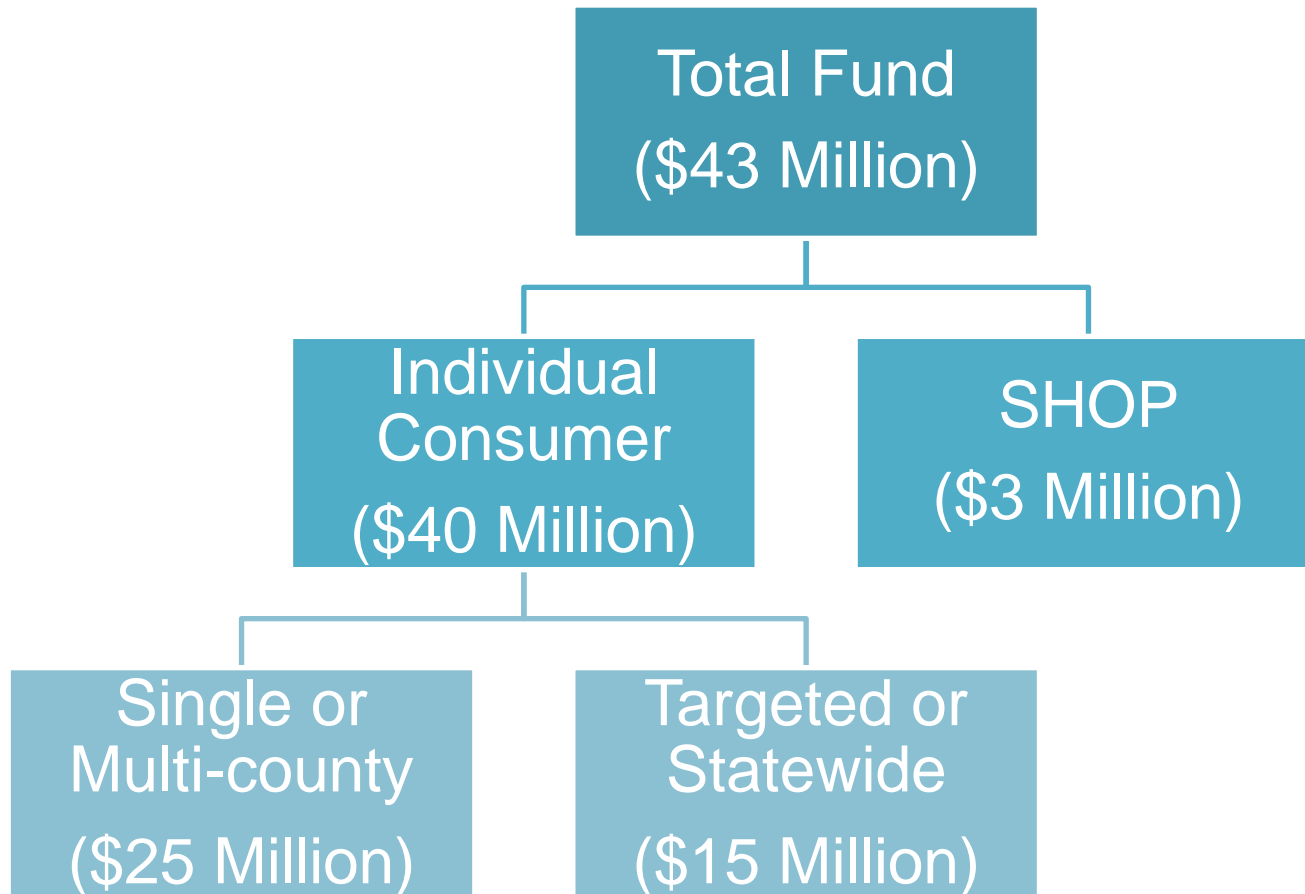 Total Fund
($43 Million)
Individual
Consumer
($40 Million)
SHOP
($3 Million)
Single or
Multi-county
($25 Million)
Targeted or
Statewide
($15 Million)